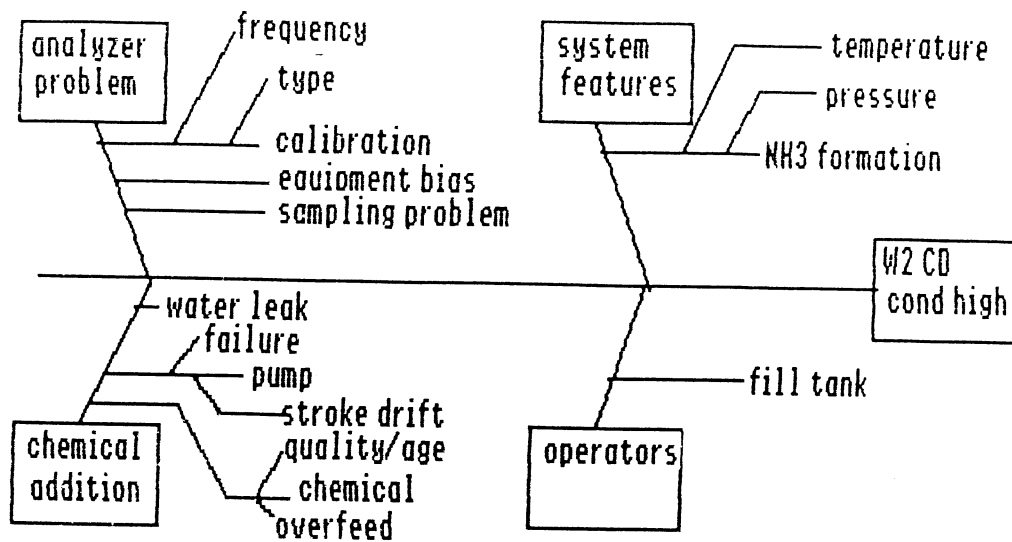 analyzer
problem
frequency
type
calibration
equipment bias
sampling problem
system
features
temperature
pressure
NH3 formation
W2 CD
cond high
water leak
failure
pump
stroke drift
quality/age
chemical
overfeed
chemical
addition
fill tank
operators